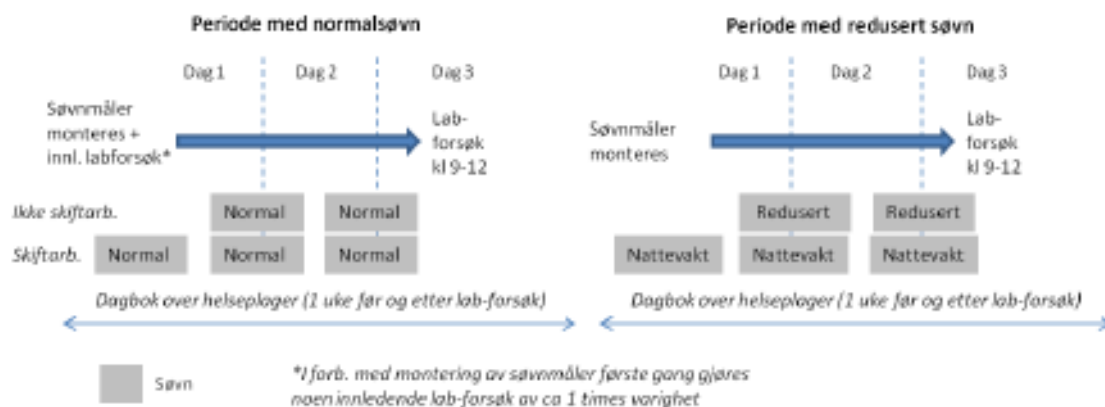 Periode med normalsøvn
Dag 1
Dag 2
Dag 3
Søvnmåler
monteres +
innl. labforsøk*
Lab-
forsøk
kl 9-12
Ikke skiftarb.
Normal
Normal
Skiftarb.
Normal
Normal
Normal
Dagbok over helseplager (1 uke før og etter lab-forsøk)
Periode med redusert søvn
Dag 1
Dag 2
Dag 3
Søvnmåler
monteres
Lab-
forsøk
kl 9-12
Redusert
Redusert
Nattevakt
Nattevakt
Nattevakt
Dagbok over helseplager (1 uke før og etter lab-forsøk)
Søvn
*I forb. med montering av søvnmåler første gang gjøres
noen innledende lab-forsøk av ca 1 times varighet